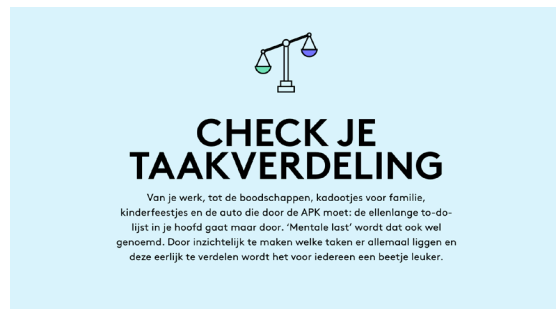 CHECK JE
TAAKVERDELING
Van je werk, tot de boodschappen, kadootjes voor familie,
kinderfeestjes en de auto die door de APK moet: de ellenlange to-do-
lijst in je hoofd gaat maar door. ‘Mentale last’ wordt dat ook wel
genoemd. Door inzichtelijk te maken welke taken er allemaal liggen en
deze eerlijk te verdelen wordt het voor iedereen een beetje leuker.